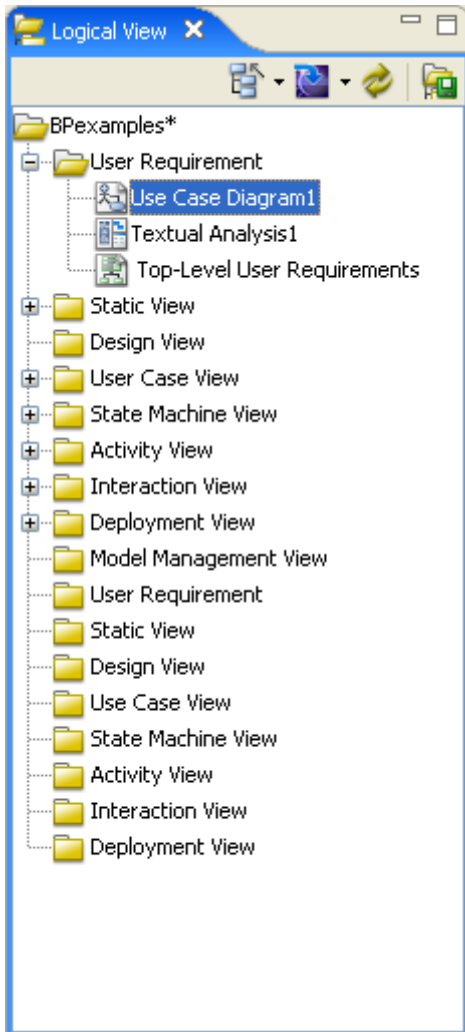 Logical View
BPexamples*
User Requirement
Use Case Diagram1
Textual Analysis1
Top-Level User Requirements
Static View
Design View
User Case View
State Machine View
Activity View
Interaction View
Deployment View
Model Management View
User Requirement
Static View
Design View
Use Case View
State Machine View
Activity View
Interaction View
Deployment View